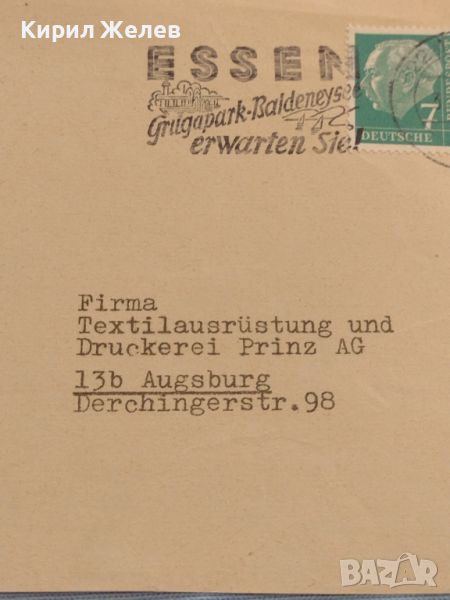 Кирил Желев
ESSEN
Grugapark-Baldeneysee
erwarten Sie!
7
DEUTSCHE
Firma
Textilausrüstung und
Druckerei Prinz AG
13b Augsburg
Derchingerstr.98
BAZAR